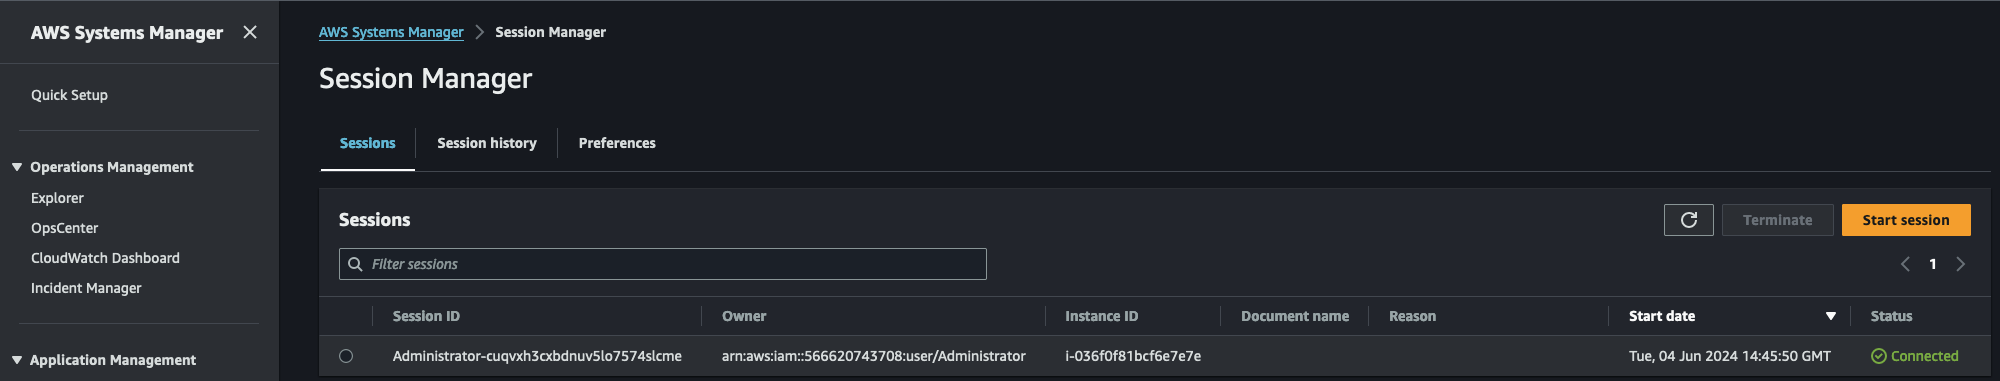 AWS Systems Manager
AWS Systems Manager > Session Manager
Session Manager
Quick Setup
Sessions
Session history
Preferences
Operations Management
Explorer
OpsCenter
CloudWatch Dashboard
Incident Manager
Application Management
Sessions
Terminate
Start session
Filter sessions
1
Session ID
Owner
Instance ID
Document name
Reason
Start date
Status
Administrator-cuqvxh3cxbdnuv5lo7574slcme
arn:aws:iam::566620743708:user/Administrator
i-036f0f81bcf6e7e7e
Tue, 04 Jun 2024 14:45:50 GMT
Connected